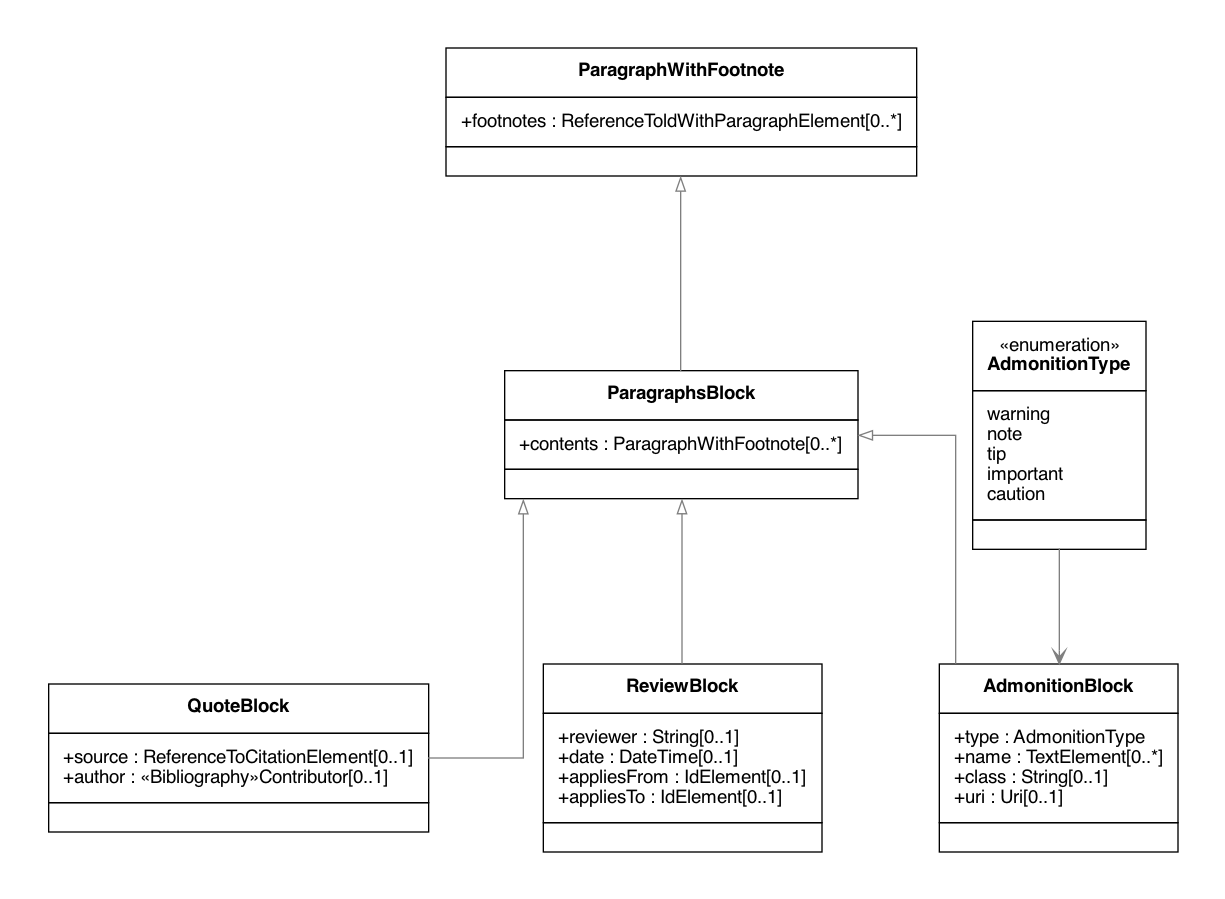 ParagraphWithFootnote
+footnotes : ReferenceToIdWithParagraphElement[0..*]
«enumeration»
AdmonitionType
warning
note
tip
important
caution
ParagraphsBlock
+contents : ParagraphWithFootnote[0..*]
QuoteBlock
+source : ReferenceToCitationElement[0..1]
+author : «Bibliography»Contributor[0..1]
ReviewBlock
+reviewer : String[0..1]
+date : DateTime[0..1]
+appliesFrom : IdElement[0..1]
+appliesTo : IdElement[0..1]
AdmonitionBlock
+type : AdmonitionType
+name : TextElement[0..*]
+class : String[0..1]
+uri : Uri[0..1]